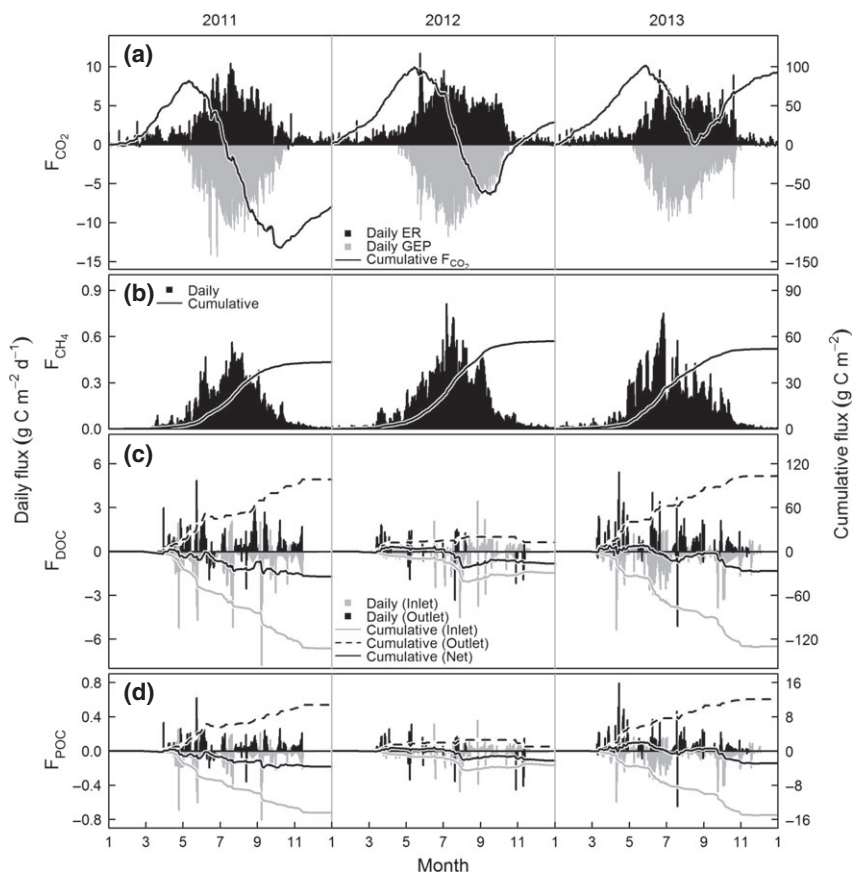 2011 2012 2013
(a)
10 5 0 −5 −10 −15
F_CO₂
100 50 0 −50 −100 −150
Daily ER
Daily GEP
Cumulative F_CO₂
(b)
Daily
Cumulative
0.9 0.6 0.3 0.0
F_CH₄
90 60 30 0
Daily flux (g C m⁻² d⁻¹)
Cumulative flux (g C m⁻²)
(c)
6 3 0 −3 −6
F_DOC
120 60 0 −60 −120
Daily (Inlet)
Daily (Outlet)
Cumulative (Inlet)
Cumulative (Outlet)
Cumulative (Net)
(d)
0.8 0.4 0.0 −0.4 −0.8
F_POC
16 8 0 −8 −16
1 3 5 7 9 11 1 3 5 7 9 11 1 3 5 7 9 11 1
Month